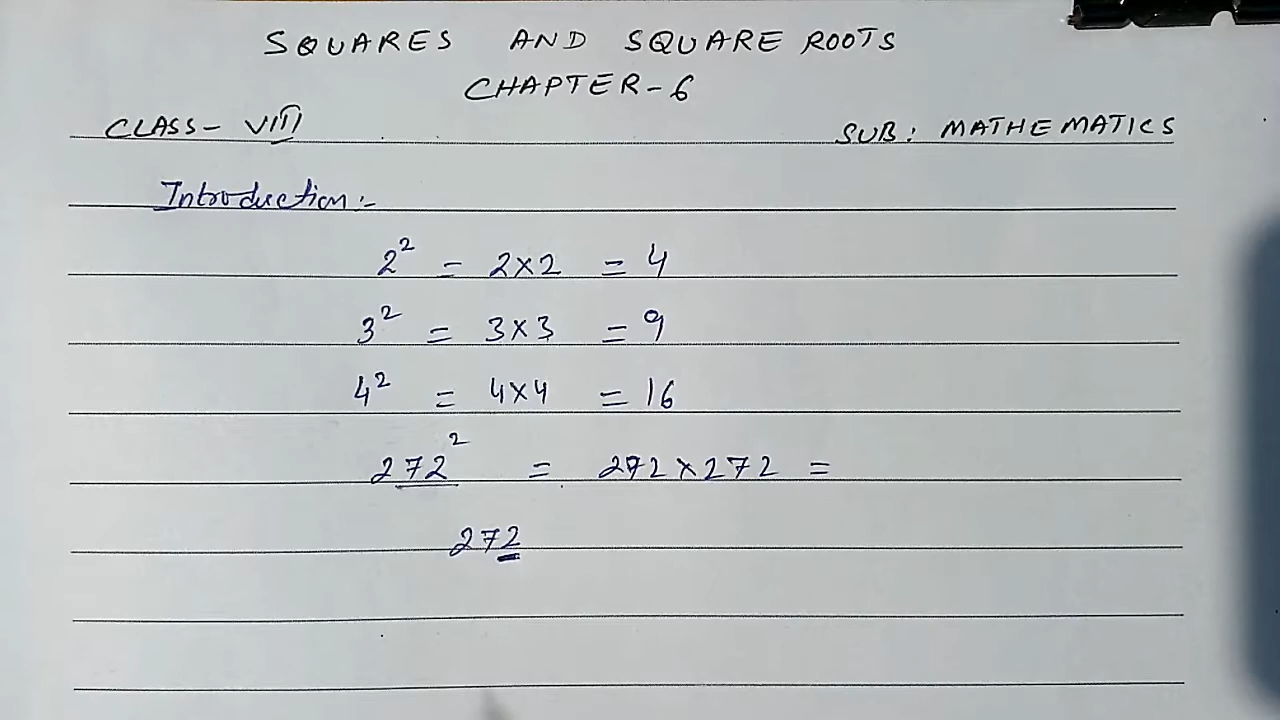 SQUARES AND SQUARE ROOTS
CHAPTER-6
CLASS- VIII SUB: MATHEMATICS
Introduction:-
2² = 2×2 = 4
3² = 3×3 = 9
4² = 4×4 = 16
272² = 272×272 =
272